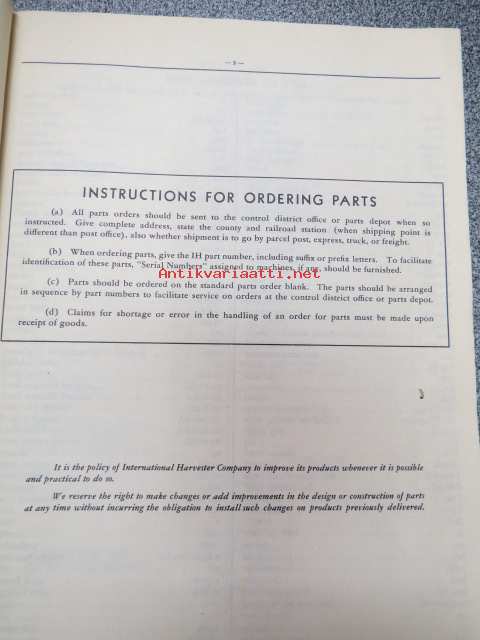 INSTRUCTIONS FOR ORDERING PARTS
(a) All parts orders should be sent to the control district office or parts depot when so
instructed. Give complete address, state the county and railroad station (when shipping point is
different than post office), also whether shipment is to go by parcel post, express, truck, or freight.
(b) When ordering parts, give the IH part number, including suffix or prefix letters. To facilitate
identification of these parts, "Serial Numbers" assigned to machines, if any, should be furnished.
Antikvariaatti.net
(c) Parts should be ordered on the standard parts order blank. The parts should be arranged
in sequence by part numbers to facilitate service on orders at the control district office or parts depot.
(d) Claims for shortage or error in the handling of an order for parts must be made upon
receipt of goods.
It is the policy of International Harvester Company to improve its products whenever it is possible
and practical to do so.
We reserve the right to make changes or add improvements in the design or construction of parts
at any time without incurring the obligation to install such changes on products previously delivered.